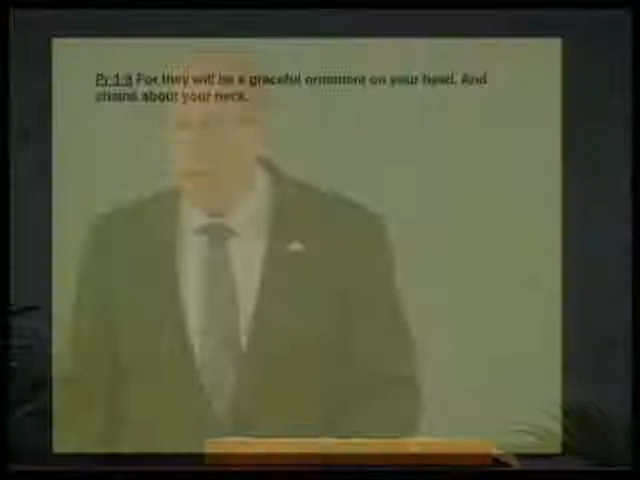 Pr 1:9 For they will be a graceful ornament on your head, And
chains about your neck.